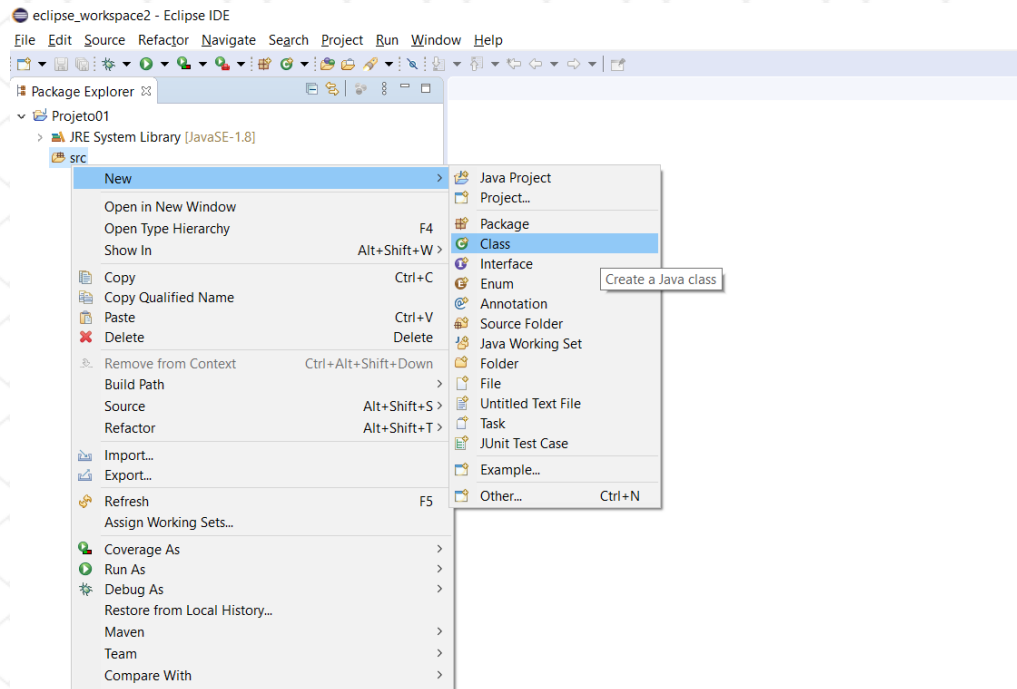 eclipse_workspace2 - Eclipse IDE
File Edit Source Refactor Navigate Search Project Run Window Help
Package Explorer
Projeto01
JRE System Library [JavaSE-1.8]
src
New
Open in New Window
Open Type Hierarchy F4
Show In Alt+Shift+W
Copy Ctrl+C
Copy Qualified Name
Paste Ctrl+V
Delete Delete
Remove from Context Ctrl+Alt+Shift+Down
Build Path
Source Alt+Shift+S
Refactor Alt+Shift+T
Import...
Export...
Refresh F5
Assign Working Sets...
Coverage As
Run As
Debug As
Restore from Local History...
Maven
Team
Compare With
Java Project
Project...
Package
Class
Interface
Create a Java class
Enum
Annotation
Source Folder
Java Working Set
Folder
File
Untitled Text File
Task
JUnit Test Case
Example...
Other... Ctrl+N